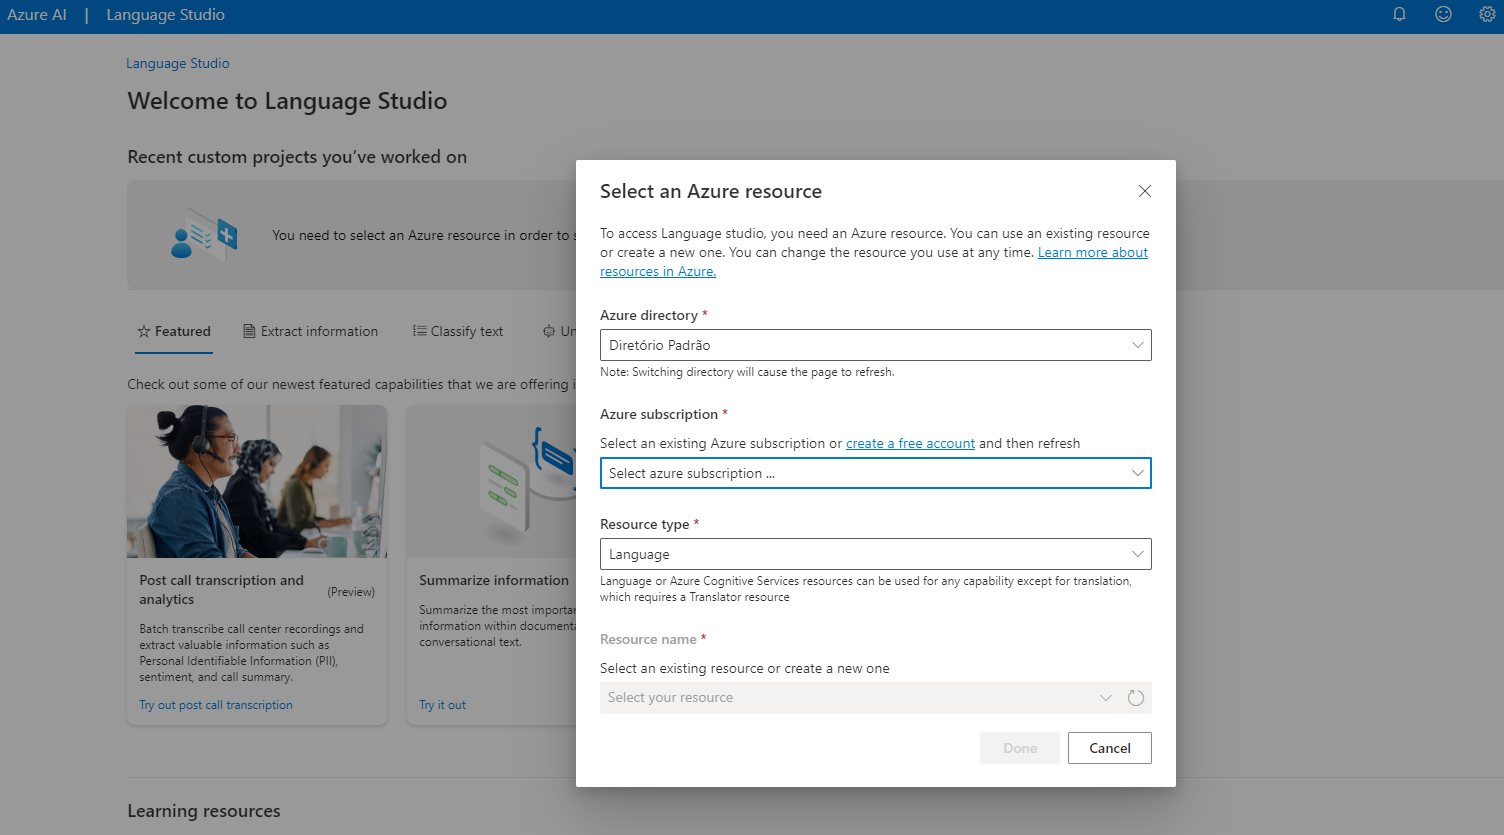 Azure AI | Language Studio
Language Studio
Welcome to Language Studio
Recent custom projects you've worked on
You need to select an Azure resource in order to
Featured
Extract information
Classify text
Check out some of our newest featured capabilities that we are offering
Post call transcription and
analytics
(Preview)
Batch transcribe call center recordings and
extract valuable information such as
Personal Identifiable Information (PII),
sentiment, and call summary.
Try out post call transcription
Summarize information
Summarize the most
information within
conversational text.
Try it out
Learning resources
Select an Azure resource
To access Language studio, you need an Azure resource. You can use an existing resource
or create a new one. You can change the resource you use at any time. Learn more about
resources in Azure.
Azure directory *
Diretório Padrão
Note: Switching directory will cause the page to refresh.
Azure subscription *
Select an existing Azure subscription or create a free account and then refresh
Select azure subscription ...
Resource type *
Language
Language or Azure Cognitive Services resources can be used for any capability except for translation,
which requires a Translator resource
Resource name *
Select an existing resource or create a new one
Select your resource
Done
Cancel